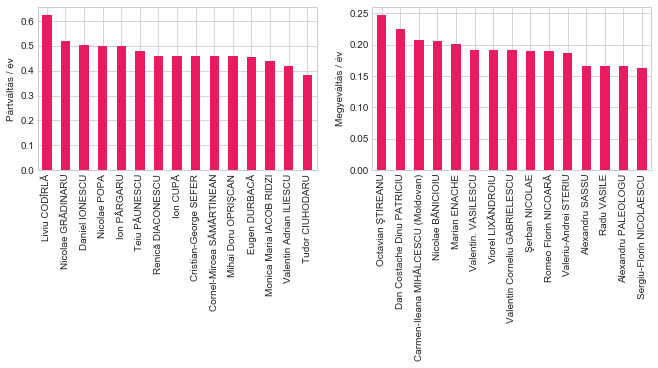 Pártváltás / év
0.6
0.5
0.4
0.3
0.2
0.1
0.0
Liviu CODÎRLĂ
Nicolae GRĂDINARU
Daniel IONESCU
Nicolae POPA
Ion PÂRGARU
Teiu PĂUNESCU
Renică DIACONESCU
Ion CUPĂ
Cristian-George SEFER
Cornel-Mircea SĂMĂRTINEAN
Mihai Doru OPRIŞCAN
Eugen DURBACĂ
Monica Maria IACOB RIDZI
Valentin Adrian ILIESCU
Tudor CIUHODARU
Megyeváltás / év
0.25
0.20
0.15
0.10
0.05
0.00
Octavian ŞTIREANU
Dan Costache Dinu PATRICIU
Carmen-Ileana MIHĂLCESCU (Moldovan)
Nicolae BĂNICIOIU
Marian ENACHE
Valentin. VASILESCU
Viorel LIXĂNDROIU
Valentin Corneliu GABRIELESCU
Şerban NICOLAE
Romeo Florin NICOARĂ
Valeriu-Andrei STERIU
Alexandru SASSU
Radu VASILE
Alexandru PALEOLOGU
Sergiu-Florin NICOLAESCU